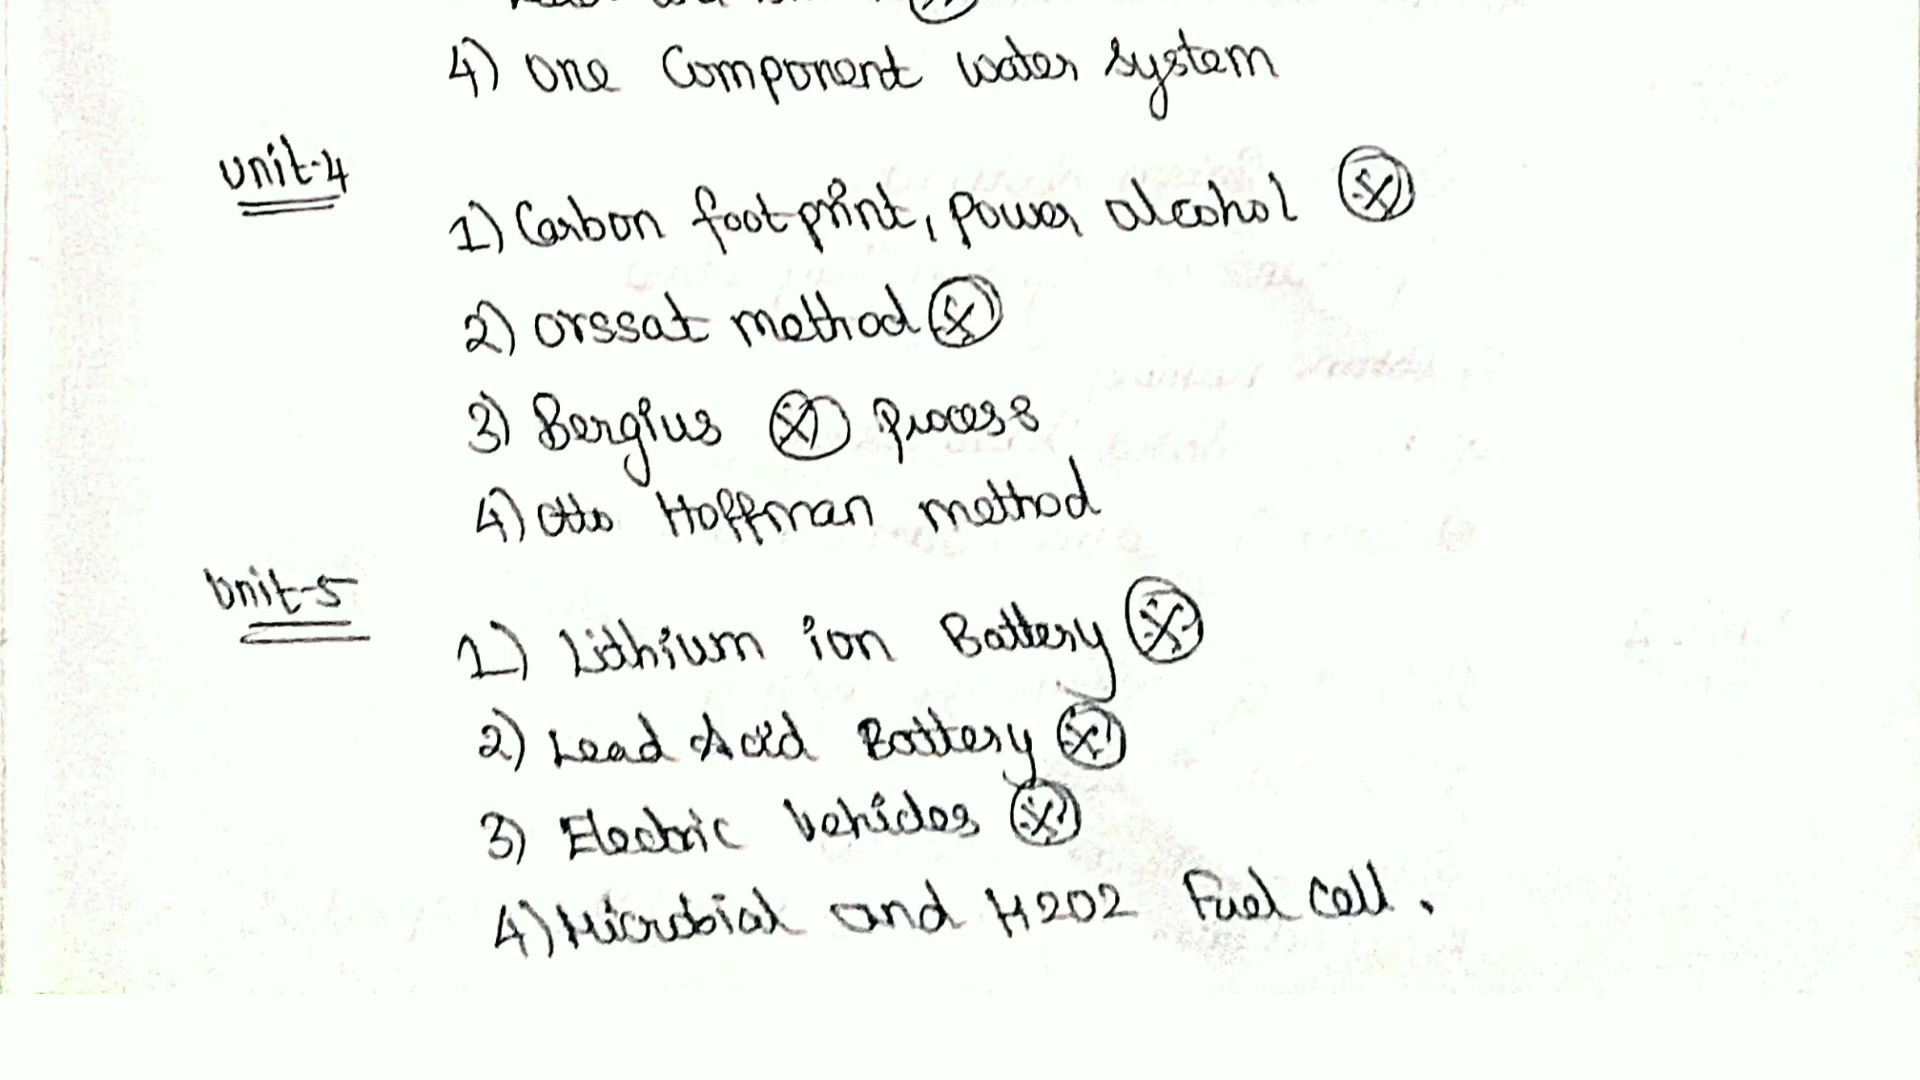 4) One Component water system
Unit-4
1) Carbon foot print, power alcohol
2) Orssat method
3) Bergius process
4) Otto Hoffman method
Unit-5
1) Lithium ion Battery
2) Lead Acid Battery
3) Electric Vehicles
4) Microbial and H2O2 Fuel Cell.